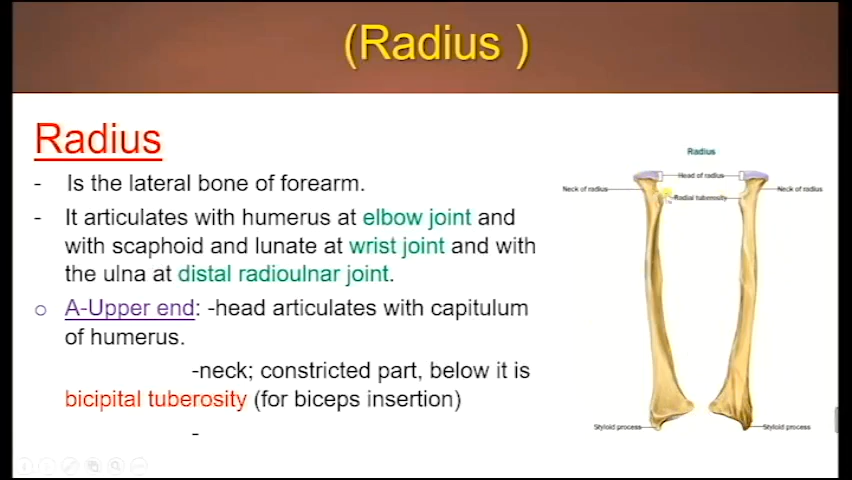 (Radius )
Radius
- Is the lateral bone of forearm.
- It articulates with humerus at elbow joint and
with scaphoid and lunate at wrist joint and with
the ulna at distal radioulnar joint.
o A-Upper end: -head articulates with capitulum
of humerus.
-neck; constricted part, below it is
bicipital tuberosity (for biceps insertion)
-
Radius
Head of radius
Neck of radius
Neck of radius
Radial tuberosity
Styloid process
Styloid process